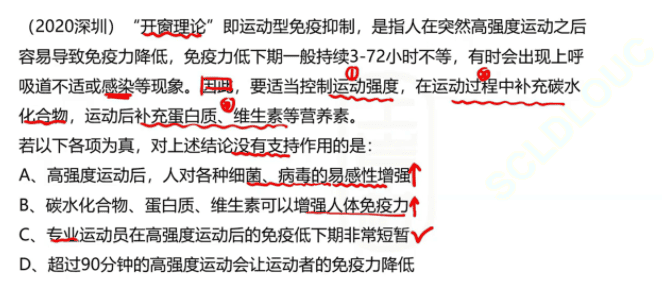 （2020深圳）“开窗理论”即运动型免疫抑制，是指人在突然高强度运动之后
容易导致免疫力降低，免疫力低下期一般持续3-72小时不等，有时会出现上呼
吸道不适或感染等现象。因此，要适当控制运动强度，在运动过程中补充碳水
化合物，运动后补充蛋白质、维生素等营养素。
若以下各项为真，对上述结论没有支持作用的是：
A、高强度运动后，人对各种细菌、病毒的易感性增强
B、碳水化合物、蛋白质、维生素可以增强人体免疫力
C、专业运动员在高强度运动后的免疫低下期非常短暂
D、超过90分钟的高强度运动会让运动者的免疫力降低